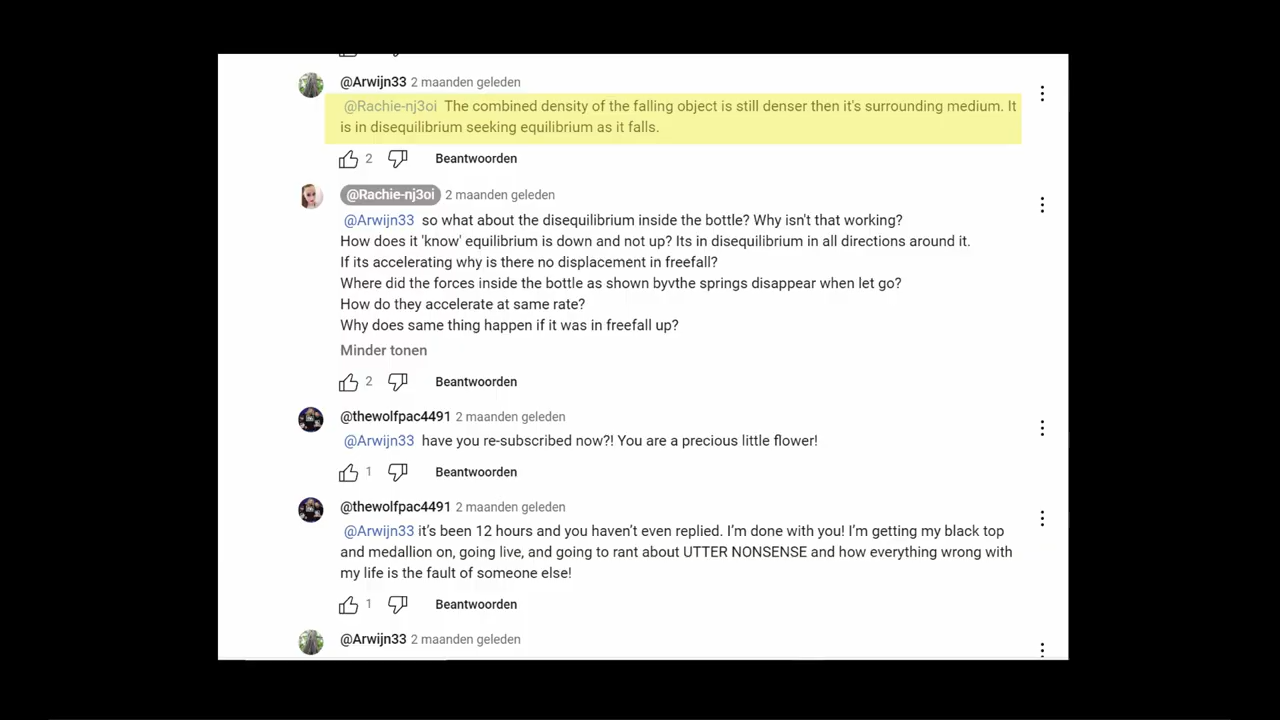 @Arwijn33 2 maanden geleden
@Rachie-nj3oi The combined density of the falling object is still denser then it's surrounding medium. It
is in disequilibrium seeking equilibrium as it falls.
2 Beantwoorden
@Rachie-nj3oi 2 maanden geleden
@Arwijn33 so what about the disequilibrium inside the bottle? Why isn't that working?
How does it 'know' equilibrium is down and not up? Its in disequilibrium in all directions around it.
If its accelerating why is there no displacement in freefall?
Where did the forces inside the bottle as shown byvthe springs disappear when let go?
How do they accelerate at same rate?
Why does same thing happen if it was in freefall up?
Minder tonen
2 Beantwoorden
@thewolfpac4491 2 maanden geleden
@Arwijn33 have you re-subscribed now?! You are a precious little flower!
1 Beantwoorden
@thewolfpac4491 2 maanden geleden
@Arwijn33 it’s been 12 hours and you haven’t even replied. I’m done with you! I’m getting my black top
and medallion on, going live, and going to rant about UTTER NONSENSE and how everything wrong with
my life is the fault of someone else!
1 Beantwoorden
@Arwijn33 2 maanden geleden